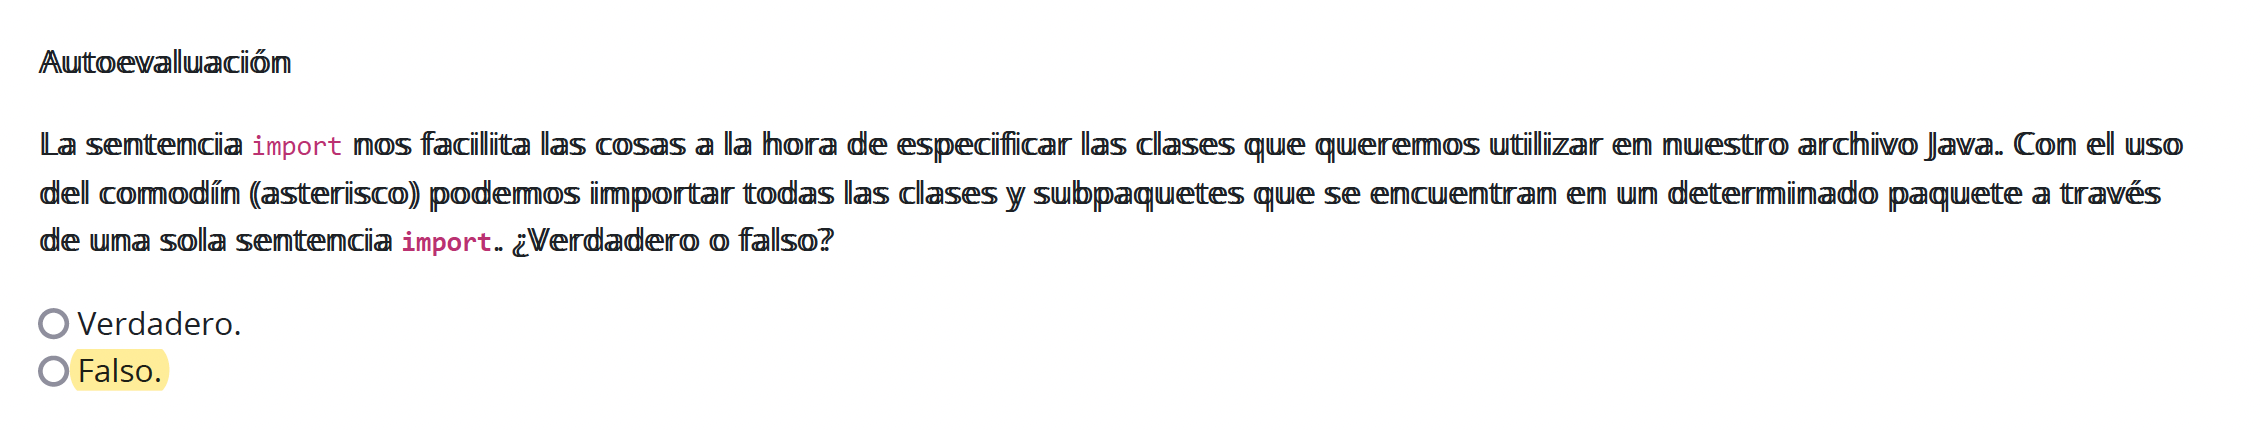 Autoevaluación
La sentencia import nos facilita las cosas a la hora de especificar las clases que queremos utilizar en nuestro archivo Java. Con el uso
del comodín (asterisco) podemos importar todas las clases y subpaquetes que se encuentran en un determinado paquete a través
de una sola sentencia import. ¿Verdadero o falso?
Verdadero.
Falso.